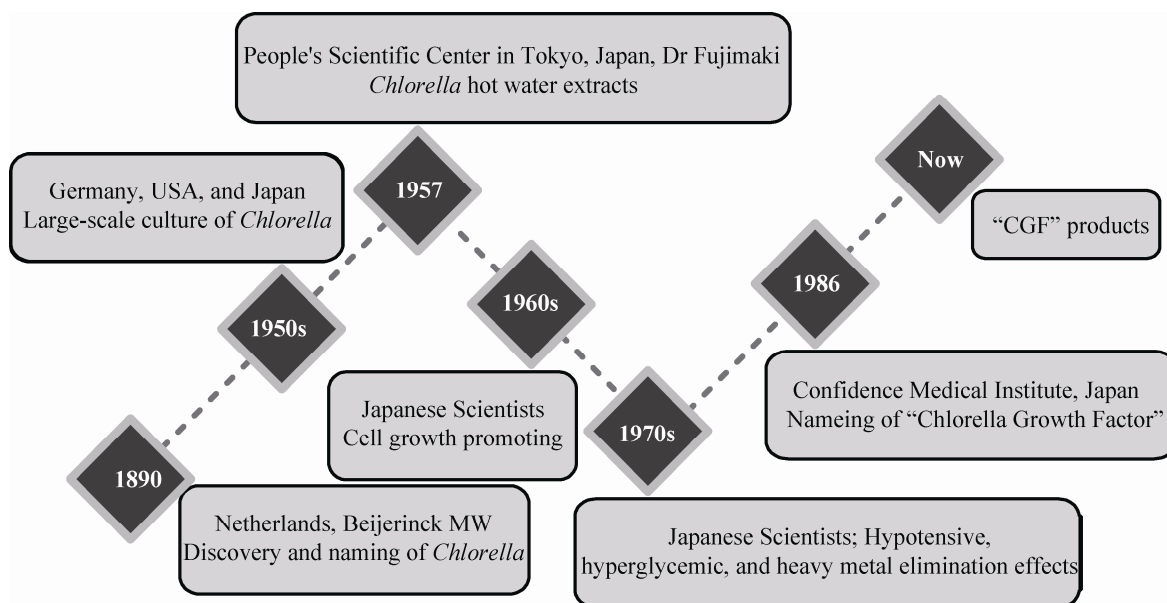 People's Scientific Center in Tokyo, Japan, Dr Fujimaki
Chlorella hot water extracts
Now
Germany, USA, and Japan
Large-scale culture of Chlorella
1957
“CGF” products
1950s
1960s
1986
Japanese Scientists
Cell growth promoting
Confidence Medical Institute, Japan
Nameing of “Chlorella Growth Factor”
1970s
1890
Netherlands, Beijerinck MW
Discovery and naming of Chlorella
Japanese Scientists; Hypotensive,
hyperglycemic, and heavy metal elimination effects